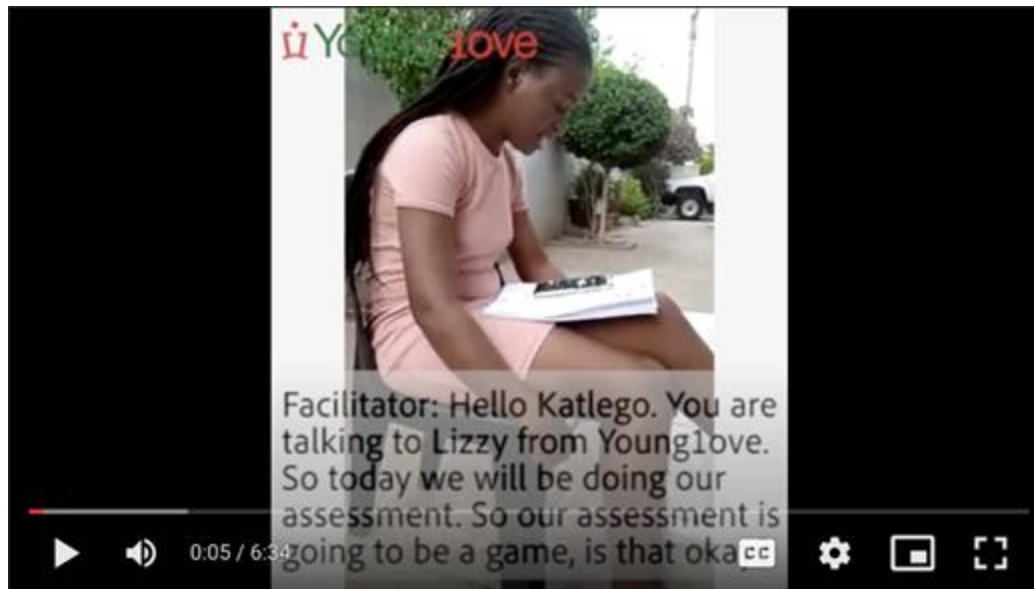 Young1ove
Facilitator: Hello Katlego. You are
talking to Lizzy from Young1ove.
So today we will be doing our
assessment. So our assessment is
going to be a game, is that okay
0:05 / 6:34
CC